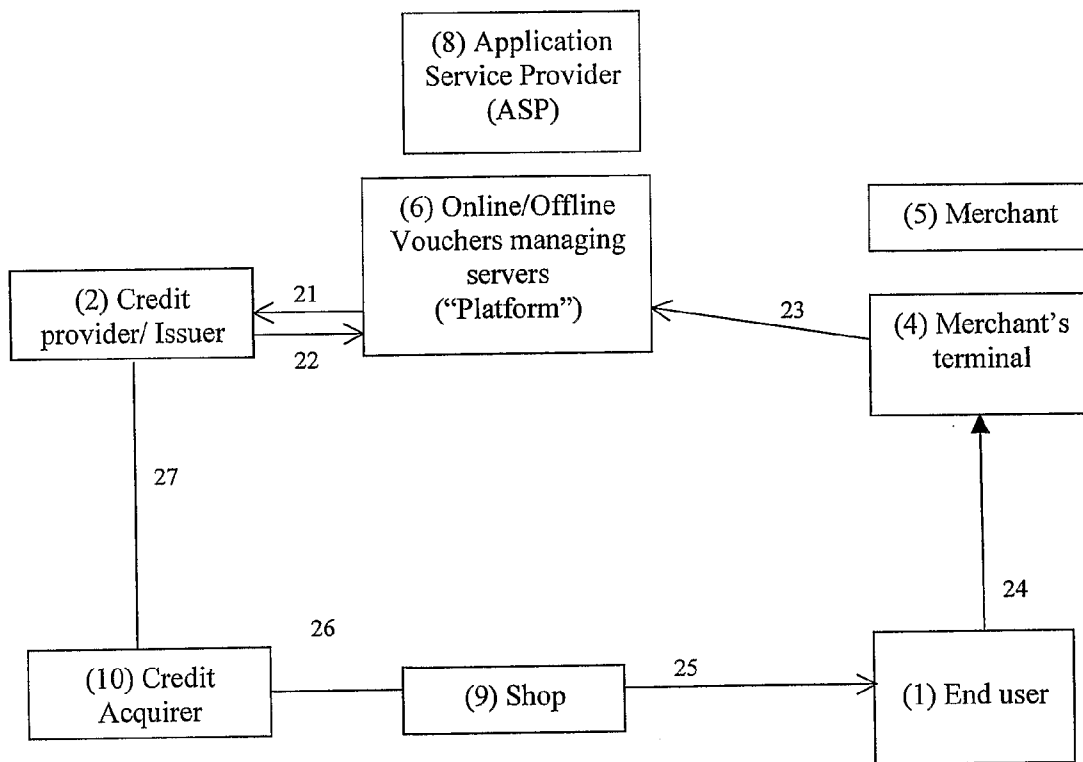 (8) Application
Service Provider
(ASP)
(6) Online/Offline
Vouchers managing
servers
(“Platform”)
(5) Merchant
(2) Credit
provider/ Issuer
21
22
23
(4) Merchant's
terminal
27
24
26
25
(10) Credit
Acquirer
(9) Shop
(1) End user